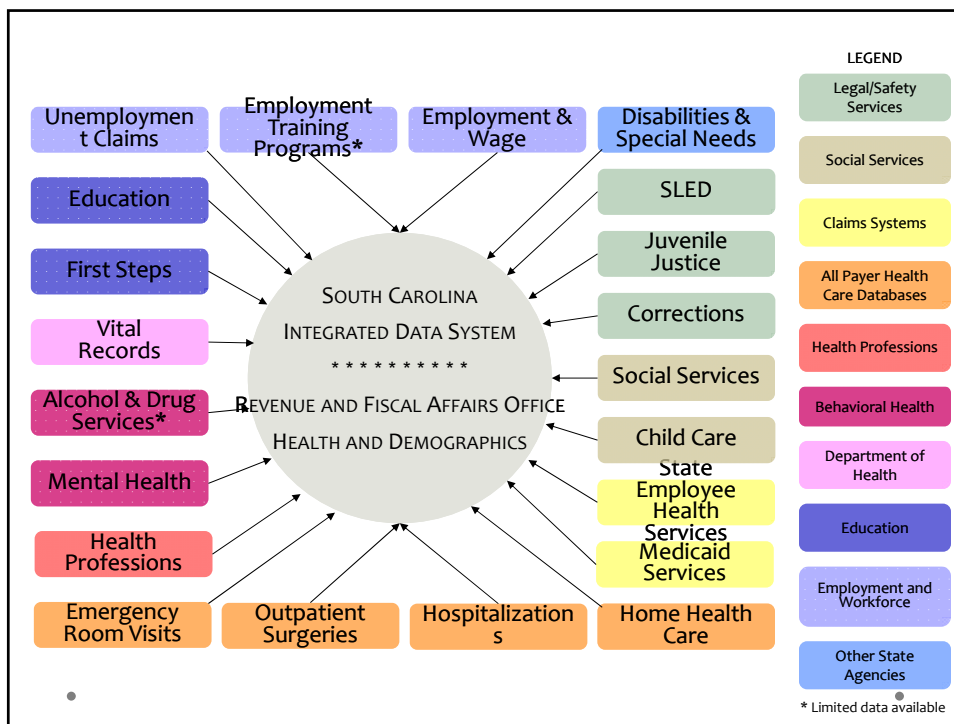 LEGEND
Unemploymen
t Claims
Employment
Training
Programs*
Employment &
Wage
Disabilities &
Special Needs
Education
First Steps
Vital
Records
Alcohol & Drug
Services*
Mental Health
Health
Professions
Emergency
Room Visits
Outpatient
Surgeries
Hospitalization
s
Home Health
Care
SLED
Juvenile
Justice
Corrections
Social Services
Child Care
State
Employee
Health
Services
Medicaid
Services
SOUTH CAROLINA
INTEGRATED DATA SYSTEM
* * * * * * * * * *
REVENUE AND FISCAL AFFAIRS OFFICE
HEALTH AND DEMOGRAPHICS
Legal/Safety
Services
Social Services
Claims Systems
All Payer Health
Care Databases
Health Professions
Behavioral Health
Department of
Health
Education
Employment and
Workforce
Other State
Agencies
* Limited data available